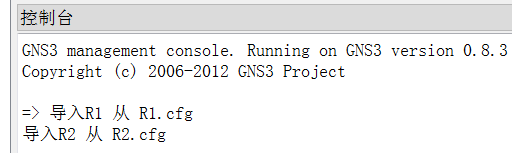 控制台
GNS3 management console. Running on GNS3 version 0.8.3
Copyright (c) 2006-2012 GNS3 Project
=> 导入R1 从 R1.cfg
导入R2 从 R2.cfg